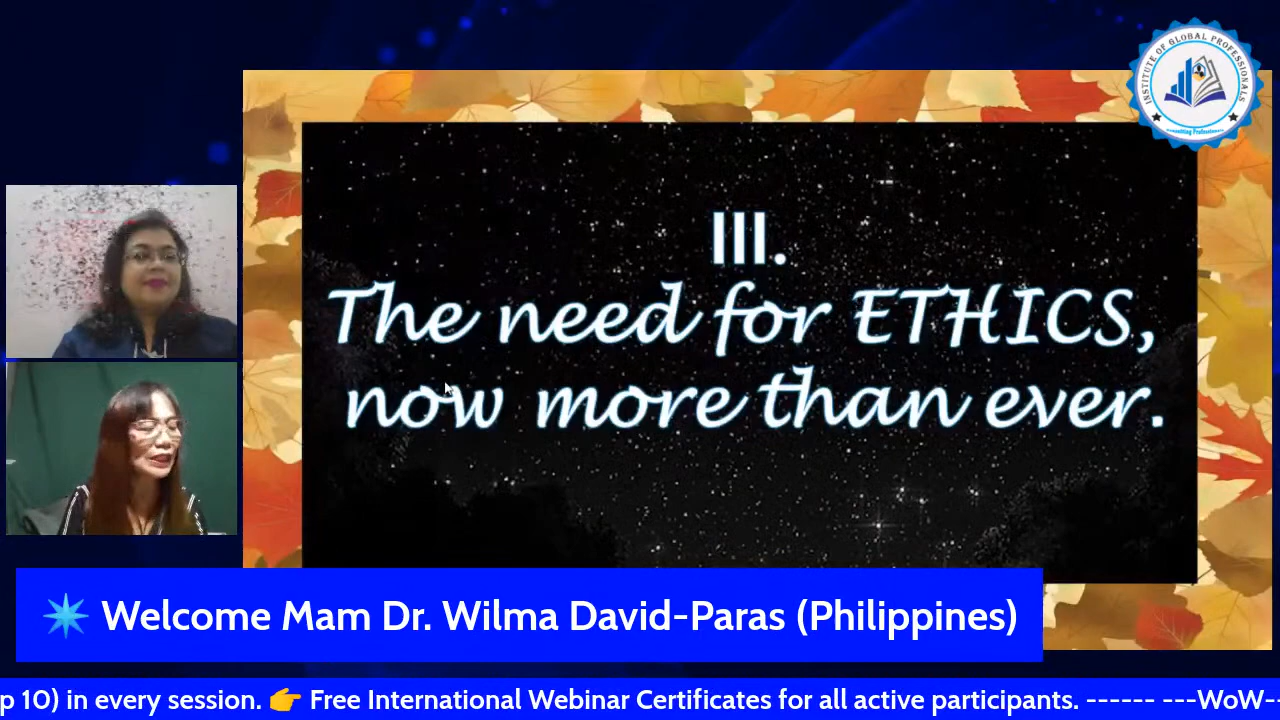 INSTITUTE OF GLOBAL PROFESSIONALS
III.
The need for ETHICS,
now more than ever.
Welcome Mam Dr. Wilma David-Paras (Philippines)
p 10) in every session. 👉 Free International Webinar Certificates for all active participants. ------ ---WoW--